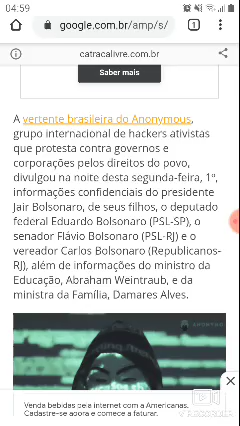 04:59
google.com.br/amp/s/
1
catracalivre.com.br
Saber mais
A vertente brasileira do Anonymous,
grupo internacional de hackers ativistas
que protesta contra governos e
corporações pelos direitos do povo,
divulgou na noite desta segunda-feira, 1º,
informações confidenciais do presidente
Jair Bolsonaro, de seus filhos, o deputado
federal Eduardo Bolsonaro (PSL-SP), o
senador Flávio Bolsonaro (PSL-RJ) e o
vereador Carlos Bolsonaro (Republicanos-
RJ), além de informações do ministro da
Educação, Abraham Weintraub, e da
ministra da Família, Damares Alves.
Venda bebidas pela internet com a Americanas.
Cadastre-se agora e comece a faturar.